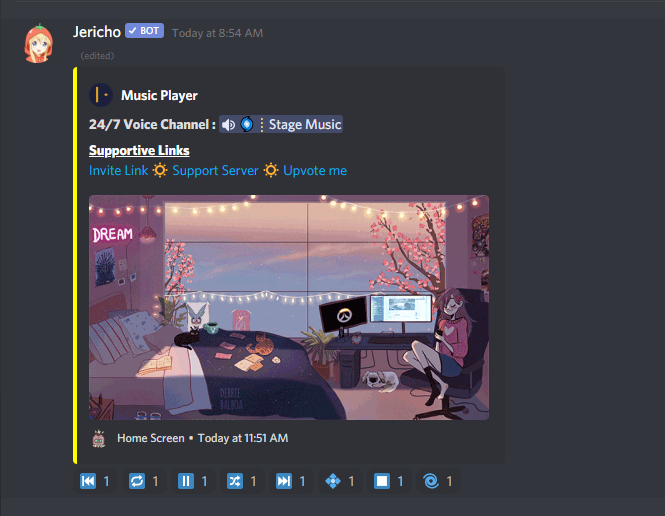 Jericho ✓ BOT Today at 8:54 AM
(edited)
Music Player
24/7 Voice Channel : Stage Music
Supportive Links
Invite Link 🔅 Support Server 🔅 Upvote me
DREAM
DEBBIE
BALBOA
Home Screen • Today at 11:51 AM
1 1 1 1 1 1 1 1